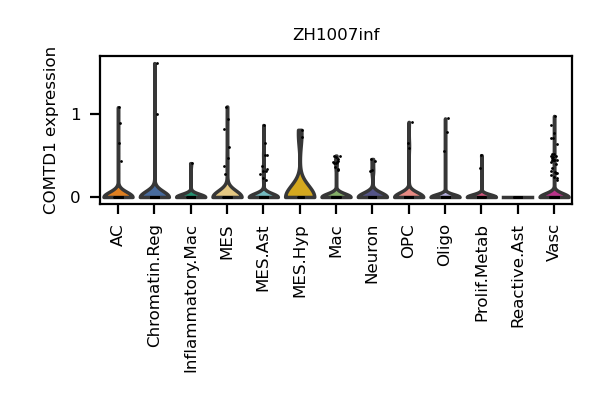 ZH1007inf
COMTD1 expression
1
0
AC
Chromatin.Reg
Inflammatory.Mac
MES
MES.Ast
MES.Hyp
Mac
Neuron
OPC
Oligo
Prolif.Metab
Reactive.Ast
Vasc